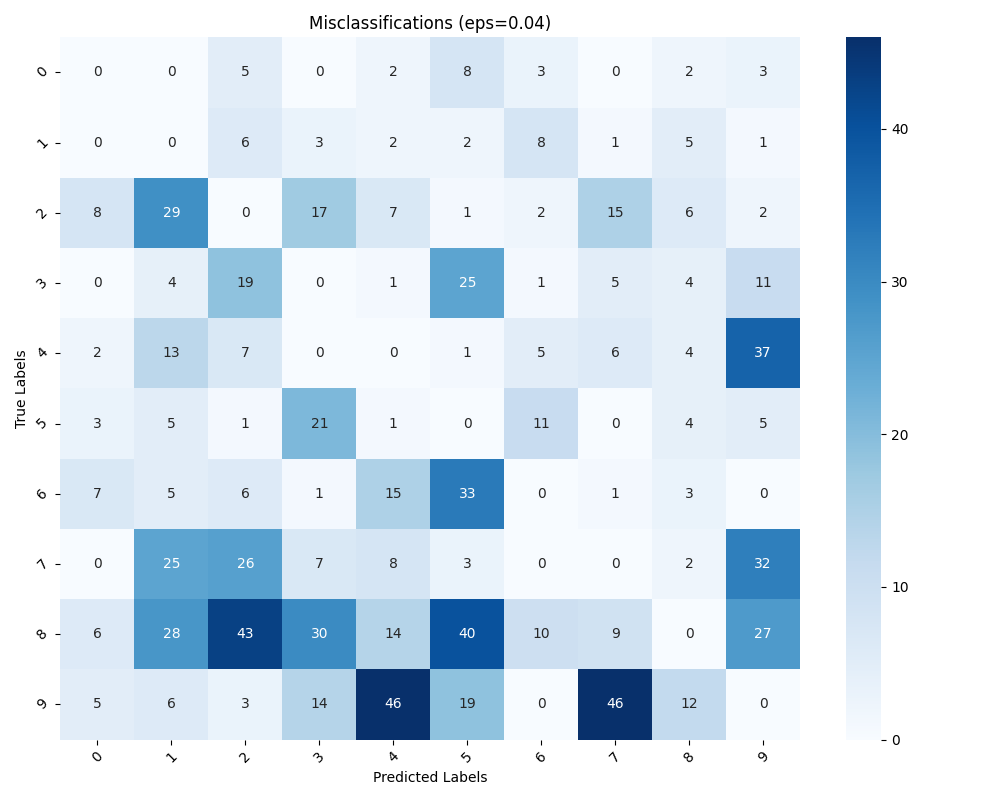 Misclassifications (eps=0.04)
0 0 0 5 0 2 8 3 0 2 3
1 0 0 6 3 2 2 8 1 5 1
2 8 29 0 17 7 1 2 15 6 2
3 0 4 19 0 1 25 1 5 4 11
4 2 13 7 0 0 1 5 6 4 37
5 3 5 1 21 1 0 11 0 4 5
6 7 5 6 1 15 33 0 1 3 0
7 0 25 26 7 8 3 0 0 2 32
8 6 28 43 30 14 40 10 9 0 27
9 5 6 3 14 46 19 0 46 12 0
0 1 2 3 4 5 6 7 8 9
Predicted Labels
True Labels
40
30
20
10
0